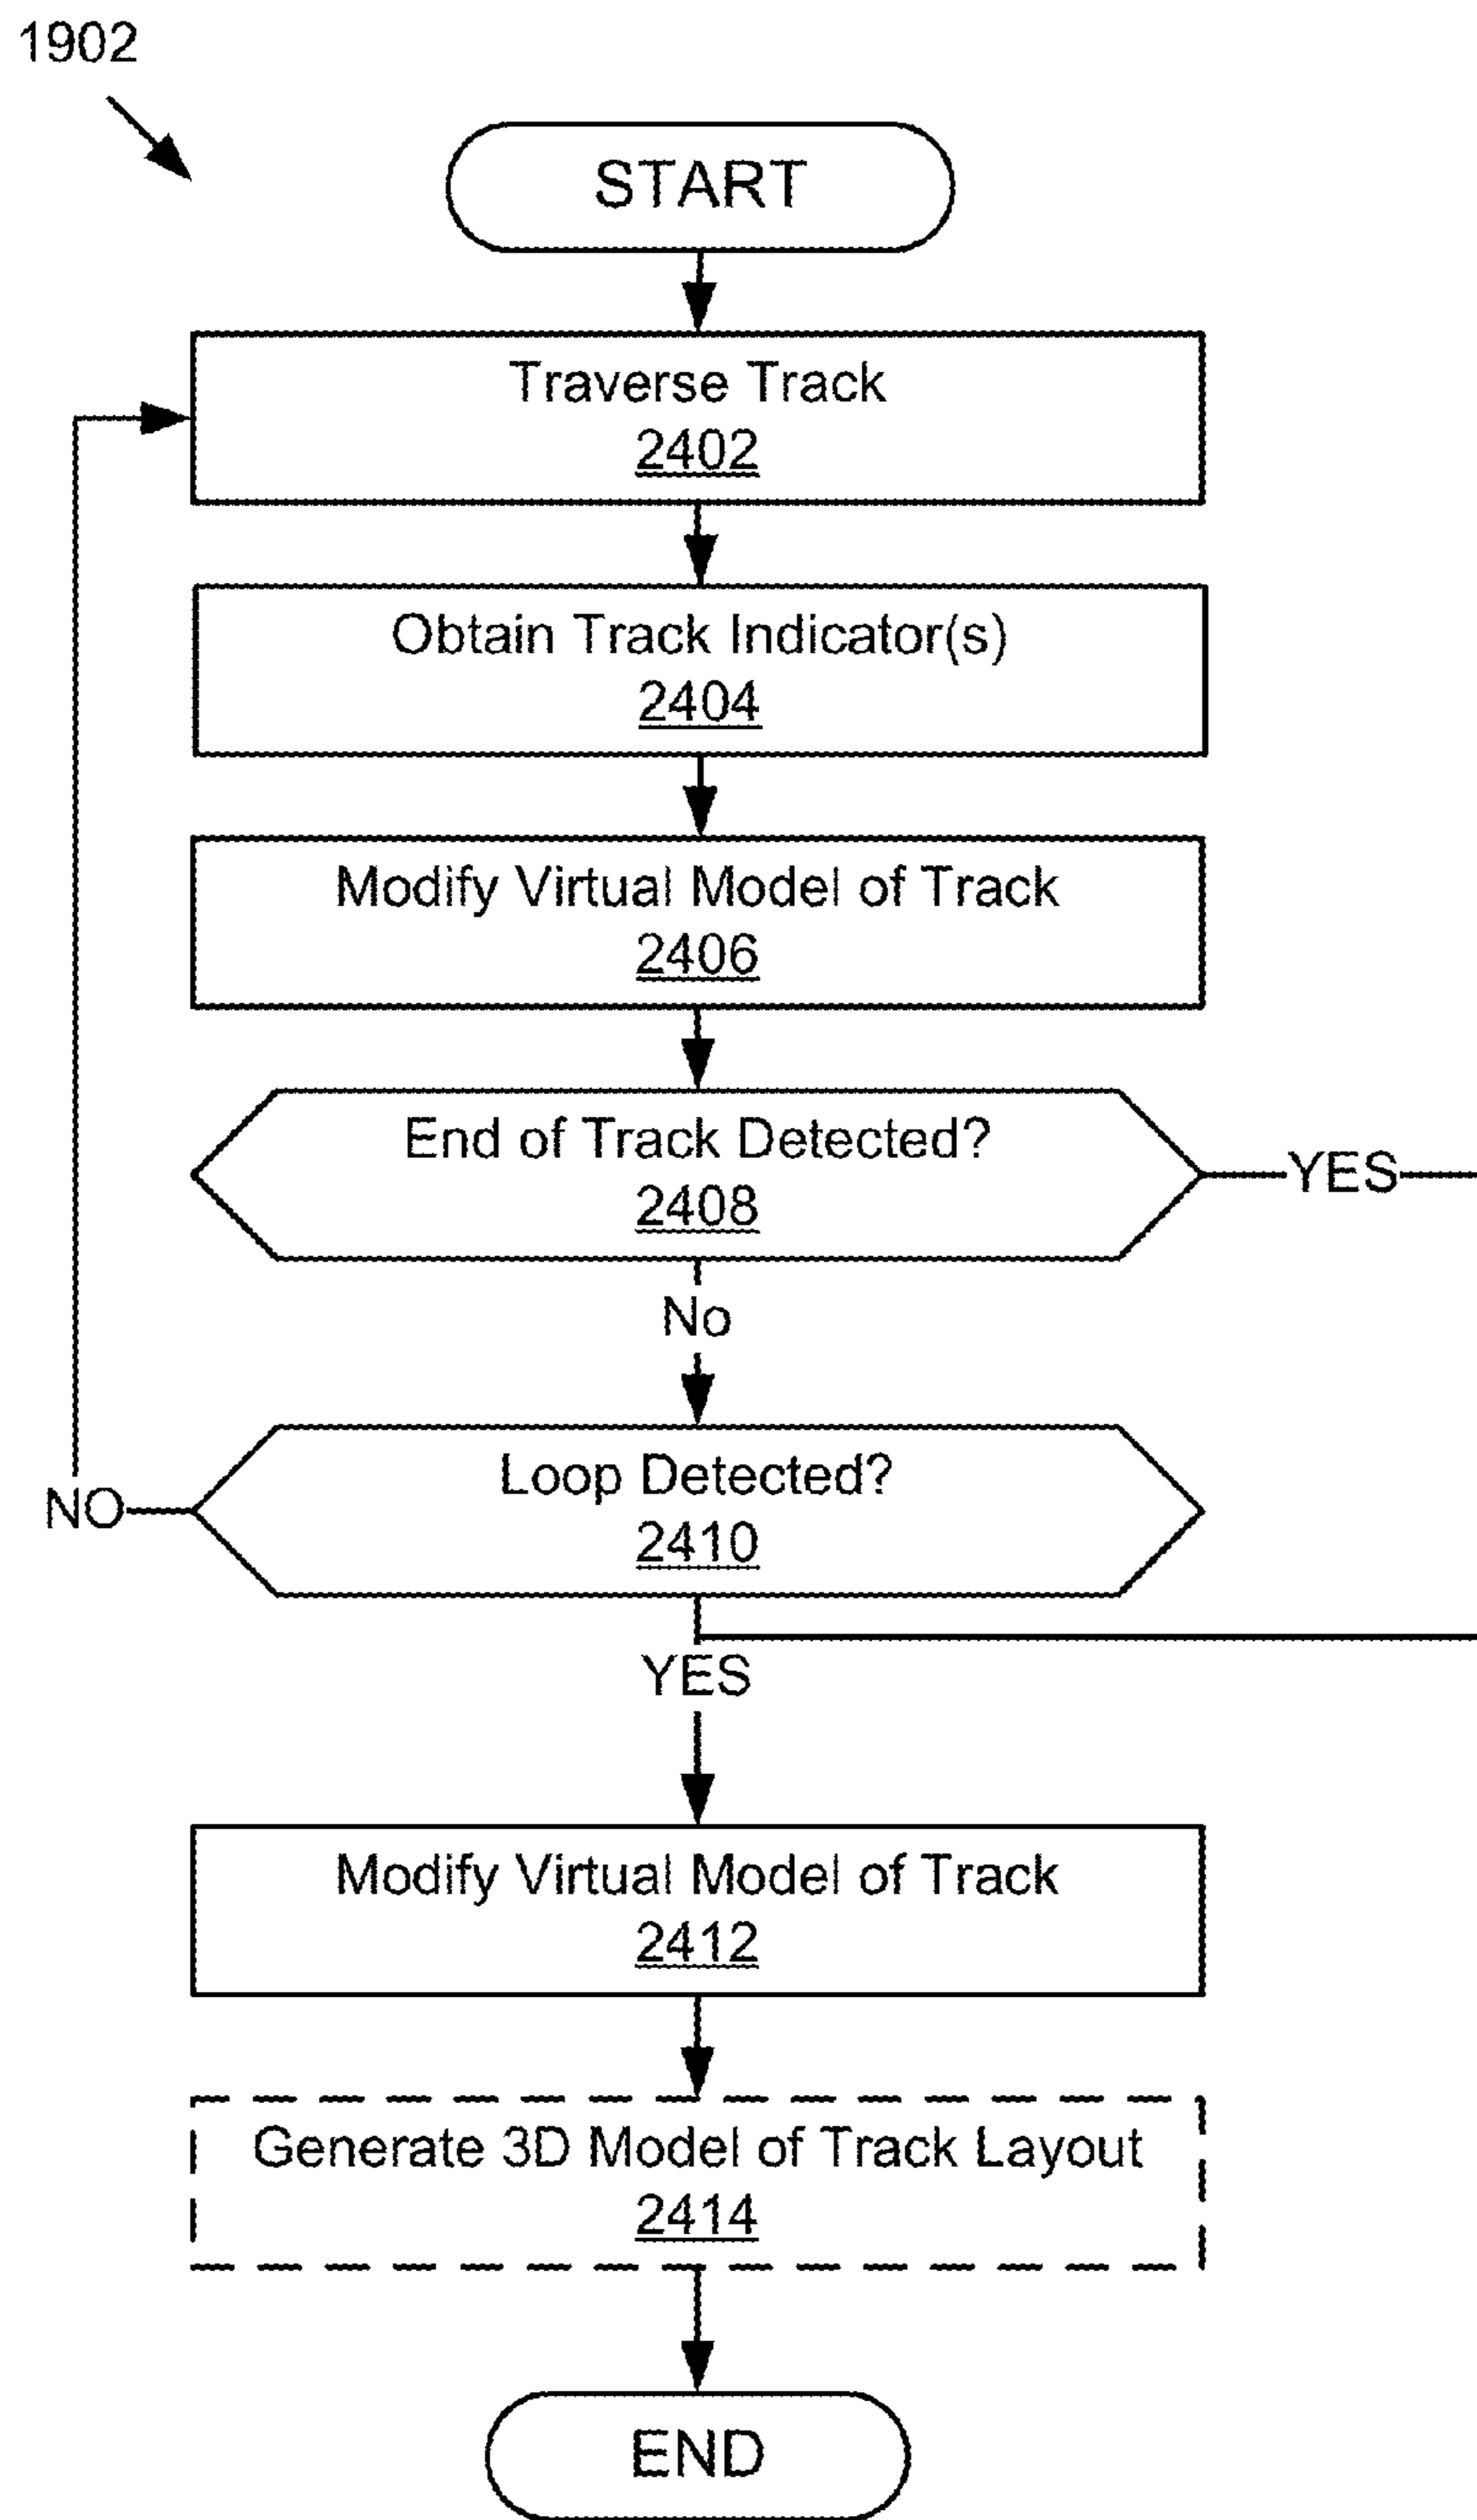 1902
START
Traverse Track
2402
Obtain Track Indicator(s)
2404
Modify Virtual Model of Track
2406
End of Track Detected?
2408
YES
No
Loop Detected?
2410
NO
YES
Modify Virtual Model of Track
2412
Generate 3D Model of Track Layout
2414
END